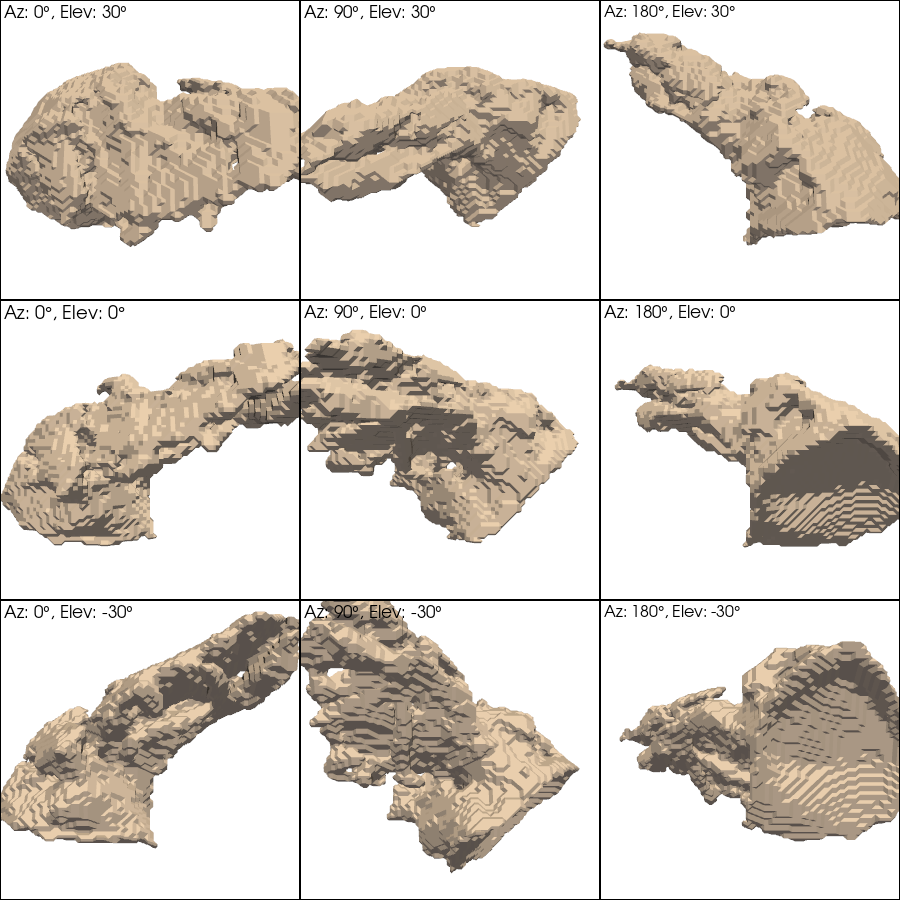 Az: 0°, Elev: 30°
Az: 90°, Elev: 30°
Az: 180°, Elev: 30°
Az: 0°, Elev: 0°
Az: 90°, Elev: 0°
Az: 180°, Elev: 0°
Az: 0°, Elev: -30°
Az: 90°, Elev: -30°
Az: 180°, Elev: -30°